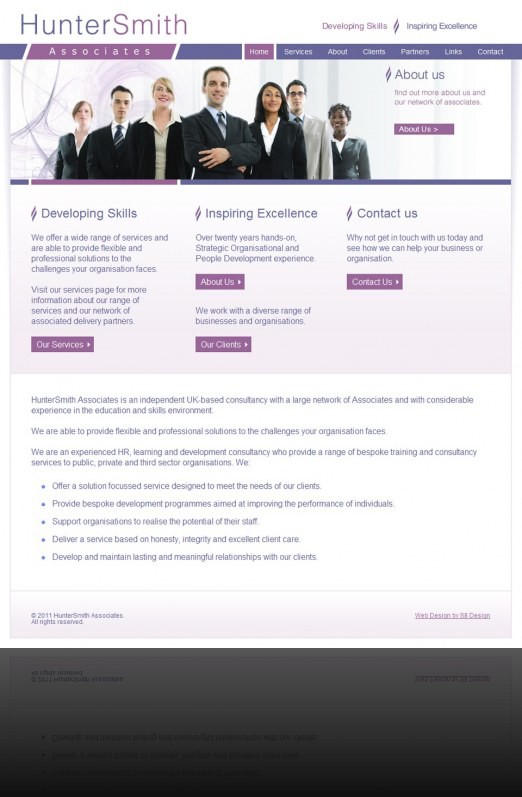 HunterSmith
Associates
Developing Skills Inspiring Excellence
Home Services About Clients Partners Links Contact
About us
find out more about us and
our network of associates.
About Us >
Developing Skills
We offer a wide range of services and
are able to provide flexible and
professional solutions to the
challenges your organisation faces.
Visit our services page for more
information about our range of
services and our network of
associated delivery partners.
Our Services
Inspiring Excellence
Over twenty years hands-on,
Strategic Organisational and
People Development experience.
About Us
We work with a diverse range of
businesses and organisations.
Our Clients
Contact us
Why not get in touch with us today and
see how we can help your business or
organisation.
Contact Us
HunterSmith Associates is an independent UK-based consultancy with a large network of Associates and with considerable
experience in the education and skills environment.
We are able to provide flexible and professional solutions to the challenges your organisation faces.
We are an experienced HR, learning and development consultancy who provide a range of bespoke training and consultancy
services to public, private and third sector organisations. We:
Offer a solution focussed service designed to meet the needs of our clients.
Provide bespoke development programmes aimed at improving the performance of individuals.
Support organisations to realise the potential of their staff.
Deliver a service based on honesty, integrity and excellent client care.
Develop and maintain lasting and meaningful relationships with our clients.
© 2011 HunterSmith Associates.
All rights reserved.
Web Design by S8 Design